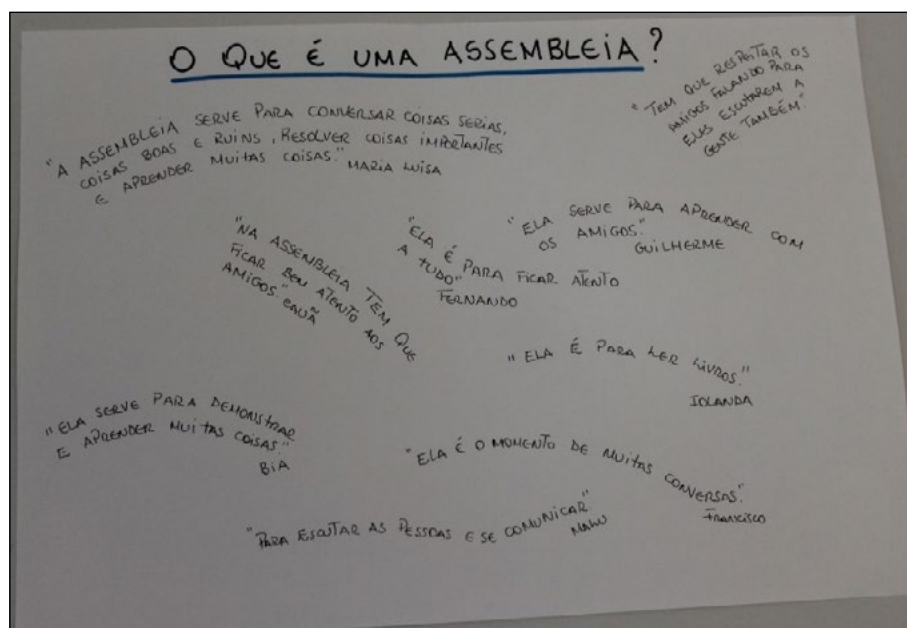 O QUE É UMA ASSEMBLEIA?
"A ASSEMBLEIA SERVE PARA CONVERSAR COISAS SERIAS,
COISAS BOAS E RUINS, RESOLVER COISAS IMPORTANTES
E APRENDER MUITAS COISAS." MARIA LUÍSA
"TEM QUE RESPEITAR OS
AMIGOS FALANDO PARA
ELES ESCUTAREM A
GENTE TAMBÉM."
"NA ASSEMBLEIA TEM QUE
FICAR BEM ATENTO AOS
AMIGOS." CAUÃ
"ELA É PARA FICAR ATENTO
A TUDO"
FERNANDO
"ELA SERVE PARA APRENDER COM
OS AMIGOS."
GUILHERME
"ELA É PARA LER LIVROS."
IOLANDA
"ELA SERVE PARA DEMONSTRAR
E APRENDER MUITAS COISAS."
BIA
"ELA É O MOMENTO DE MUITAS CONVERSAS."
FRANCISCO
"PARA ESCUTAR AS PESSOAS E SE COMUNICAR."
MALU